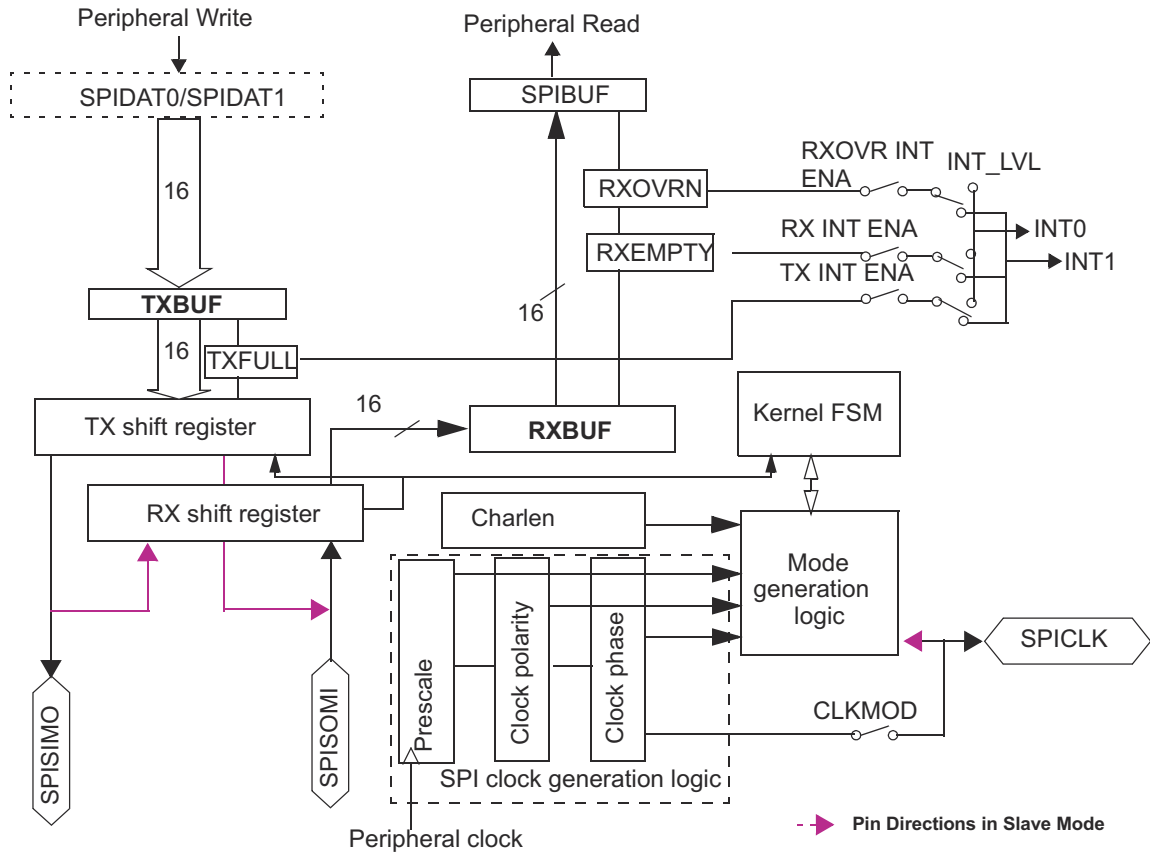 Peripheral Write
Peripheral Read
SPIDAT0/SPIDAT1
SPIBUF
16
RXOVR INT
ENA
INT_LVL
RXOVRN
RX INT ENA
INT0
RXEMPTY
INT1
TX INT ENA
TXBUF
16
16
TXFULL
16
TX shift register
RXBUF
Kernel FSM
RX shift register
Charlen
Mode
generation
logic
Prescale
Clock polarity
Clock phase
SPICLK
SPISIMO
SPISOMI
CLKMOD
SPI clock generation logic
Peripheral clock
Pin Directions in Slave Mode